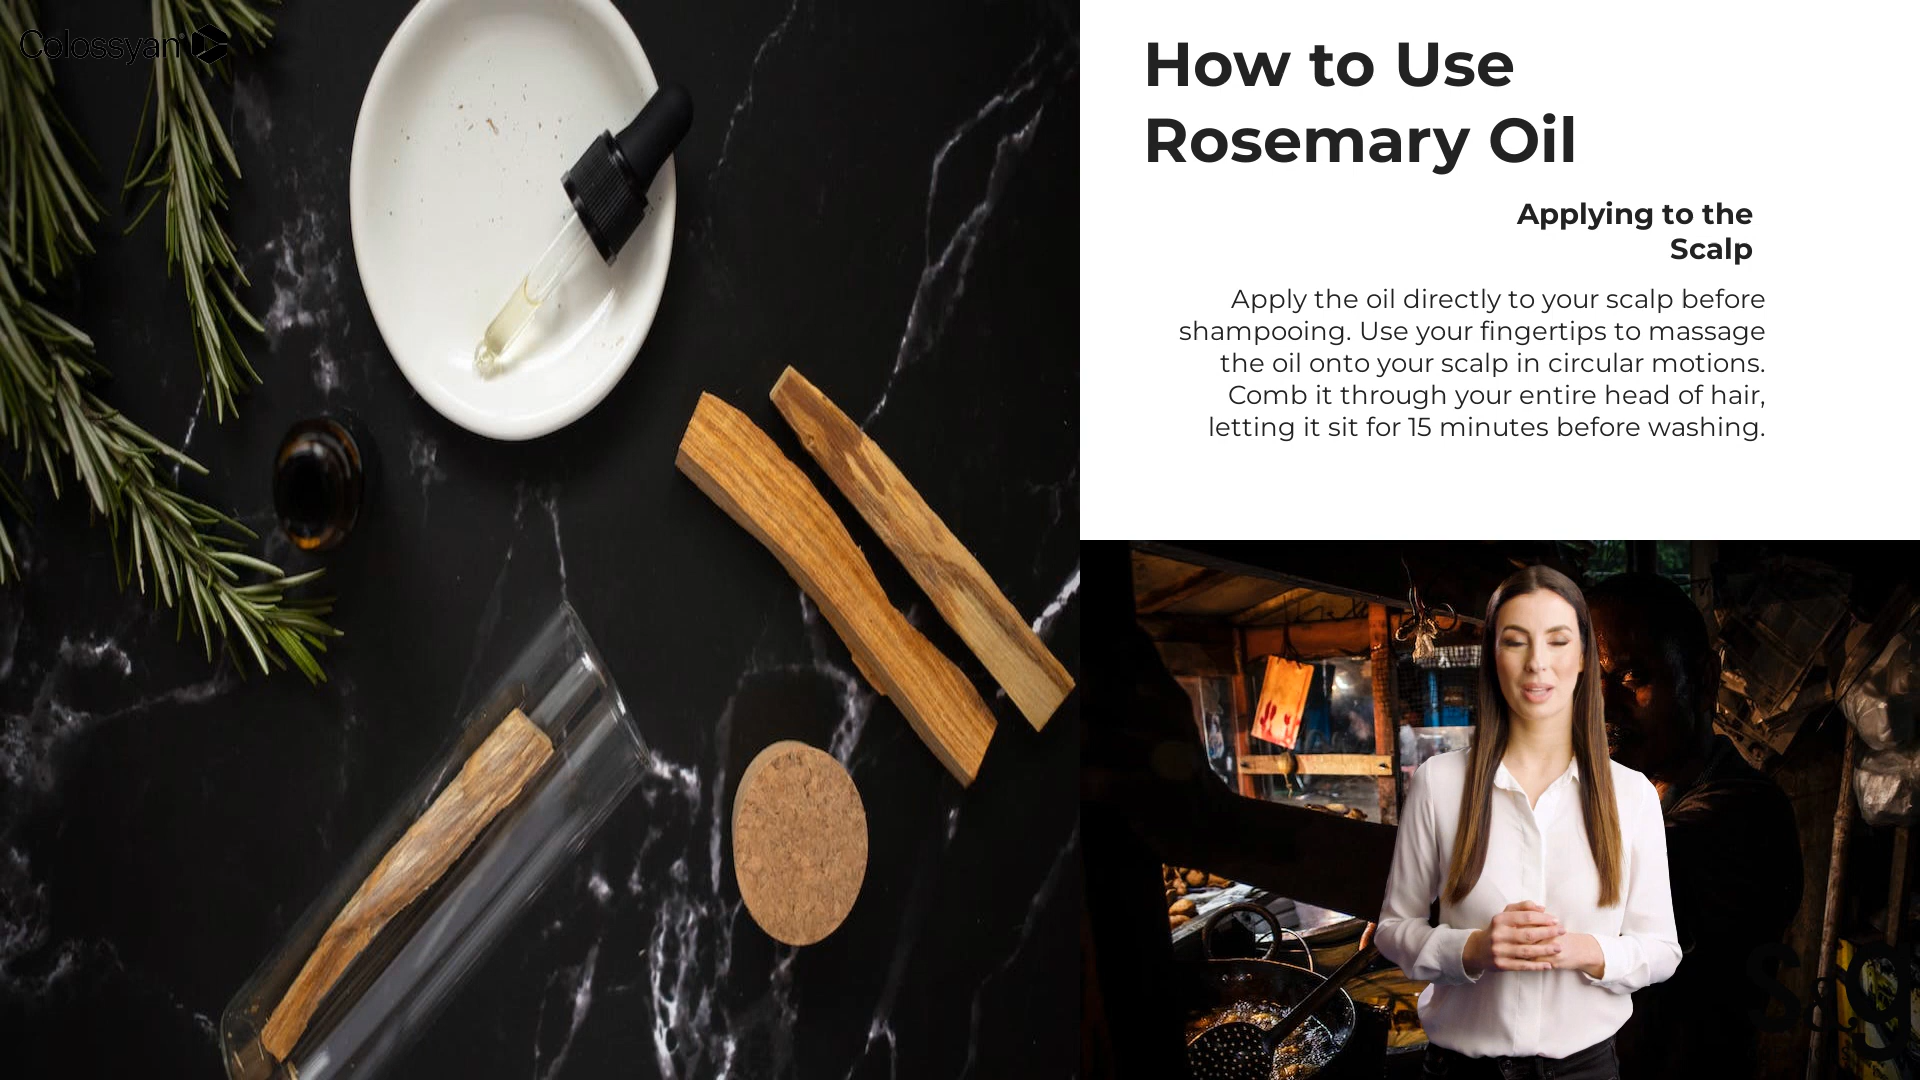 Colossyan
How to Use
Rosemary Oil
Applying to the
Scalp
Apply the oil directly to your scalp before
shampooing. Use your fingertips to massage
the oil onto your scalp in circular motions.
Comb it through your entire head of hair,
letting it sit for 15 minutes before washing.